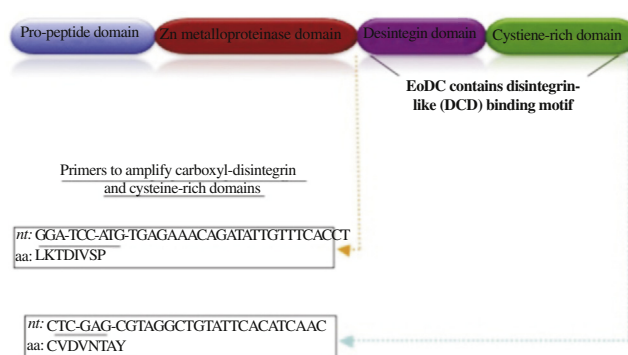 Pro-peptide domain Zn metalloproteinase domain Desintegin domain Cystiene-rich domain
EoDC contains disintegrin-
like (DCD) binding motif
Primers to amplify carboxyl-disintegrin
and cysteine-rich domains
nt: GGA-TCC-ATG-TGAGAAACAGATATTGTTTCACCT
aa: LKTDIVSP
nt: CTC-GAG-CGTAGGCTGTATTCACATCAAC
aa: CVDVNTAY